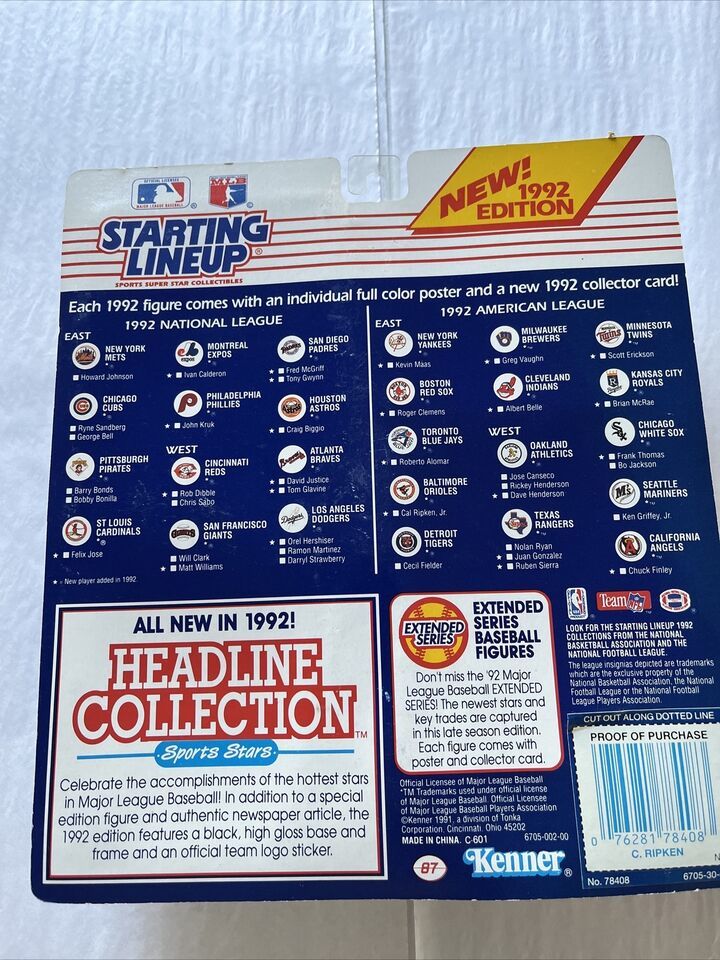 OFFICIAL LICENSEE
MAJOR LEAGUE BASEBALL
MLB
STARTING
LINEUP®
SPORTS SUPER STAR COLLECTIBLES
NEW!
1992
EDITION
Each 1992 figure comes with an individual full color poster and a new 1992 collector card!
1992 NATIONAL LEAGUE
EAST
NEW YORK
METS
Howard Johnson
CHICAGO
CUBS
Ryne Sandberg
George Bell
PITTSBURGH
PIRATES
Barry Bonds
Bobby Bonilla
ST LOUIS
CARDINALS
* Felix Jose
MONTREAL
EXPOS
* Ivan Calderon
PHILADELPHIA
PHILLIES
* John Kruk
WEST
CINCINNATI
REDS
* Rob Dibble
Chris Sabo
SAN FRANCISCO
GIANTS
Will Clark
* Matt Williams
SAN DIEGO
PADRES
* Fred McGriff
* Tony Gwynn
HOUSTON
ASTROS
* Craig Biggio
ATLANTA
BRAVES
* David Justice
* Tom Glavine
LOS ANGELES
DODGERS
* Orel Hershiser
Ramon Martinez
Darryl Strawberry
* = New player added in 1992.
1992 AMERICAN LEAGUE
EAST
NEW YORK
YANKEES
* Kevin Maas
BOSTON
RED SOX
* Roger Clemens
TORONTO
BLUE JAYS
* Roberto Alomar
BALTIMORE
ORIOLES
* Cal Ripken, Jr.
DETROIT
TIGERS
Cecil Fielder
MILWAUKEE
BREWERS
* Greg Vaughn
CLEVELAND
INDIANS
* Albert Belle
WEST
OAKLAND
ATHLETICS
Jose Canseco
Rickey Henderson
* Dave Henderson
TEXAS
RANGERS
Nolan Ryan
* Juan Gonzalez
* Ruben Sierra
MINNESOTA
TWINS
* Scott Erickson
KANSAS CITY
ROYALS
* Brian McRae
CHICAGO
WHITE SOX
* Frank Thomas
Bo Jackson
SEATTLE
MARINERS
Ken Griffey, Jr.
CALIFORNIA
ANGELS
* Chuck Finley
ALL NEW IN 1992!
HEADLINE
COLLECTION™
Sports Stars
Celebrate the accomplishments of the hottest stars
in Major League Baseball! In addition to a special
edition figure and authentic newspaper article, the
1992 edition features a black, high gloss base and
frame and an official team logo sticker.
EXTENDED
SERIES
EXTENDED
SERIES
BASEBALL
FIGURES
Don't miss the '92 Major
League Baseball EXTENDED
SERIES! The newest stars and
key trades are captured
in this late season edition.
Each figure comes with
poster and collector card.
Team NFL
LOOK FOR THE STARTING LINEUP 1992
COLLECTIONS FROM THE NATIONAL
BASKETBALL ASSOCIATION AND THE
NATIONAL FOOTBALL LEAGUE.
The league insignias depicted are trademarks
which are the exclusive property of the
National Basketball Association, the National
Football League or the National Football
League Players Association.
Official Licensee of Major League Baseball
*TM Trademarks used under official license
of Major League Baseball. Official Licensee
of Major League Baseball Players Association
©Kenner 1991, a division of Tonka
Corporation, Cincinnati, Ohio 45202
MADE IN CHINA. C-601 6705-002-00
87
Kenner®
CUT OUT ALONG DOTTED LINE
PROOF OF PURCHASE
0 76281 78408
C. RIPKEN
No. 78408 6705-30-